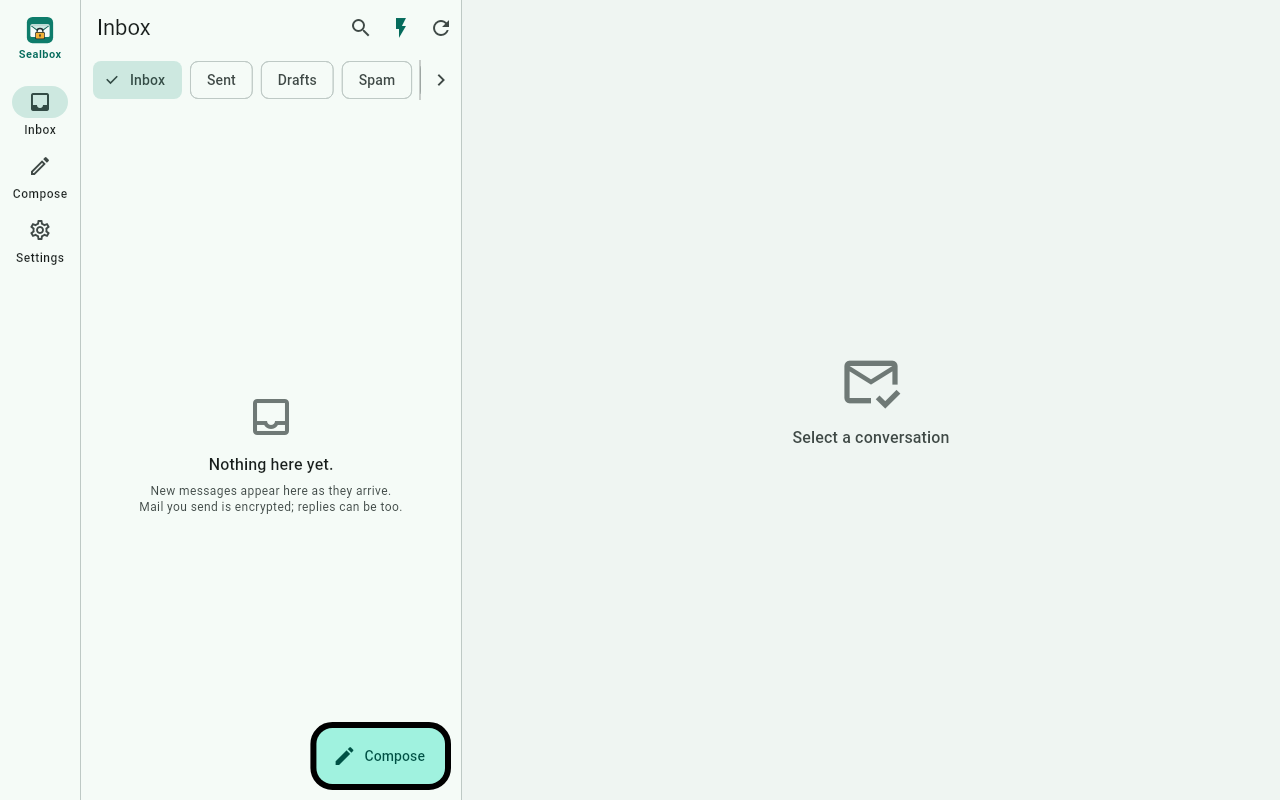 Sealbox
Inbox
Compose
Settings
Inbox
Inbox
Sent
Drafts
Spam
Nothing here yet.
New messages appear here as they arrive.
Mail you send is encrypted; replies can be too.
Compose
Select a conversation